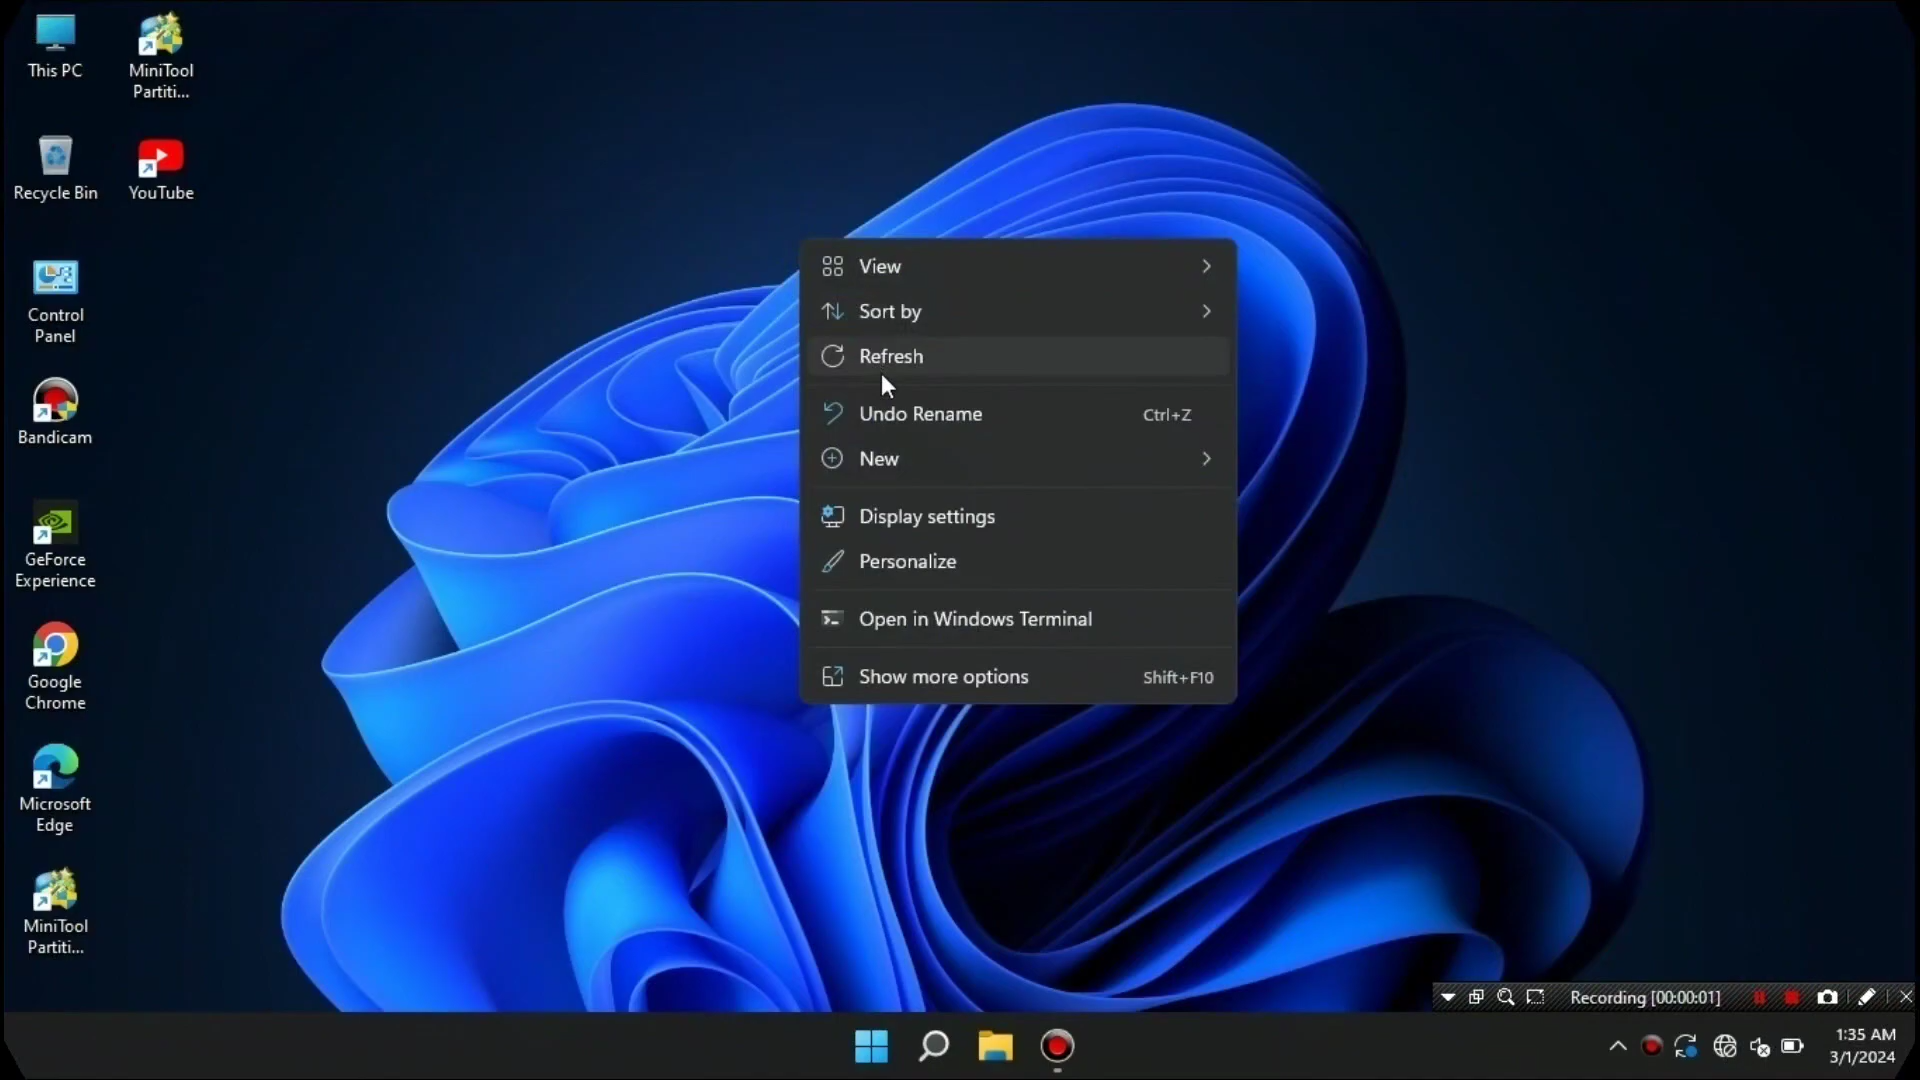 This PC
MiniTool
Partiti...
Recycle Bin
YouTube
Control
Panel
Bandicam
GeForce
Experience
Google
Chrome
Microsoft
Edge
MiniTool
Partiti...
View
Sort by
Refresh
Undo Rename Ctrl+Z
New
Display settings
Personalize
Open in Windows Terminal
Show more options Shift+F10
Recording [00:00:01]
1:35 AM
3/1/2024